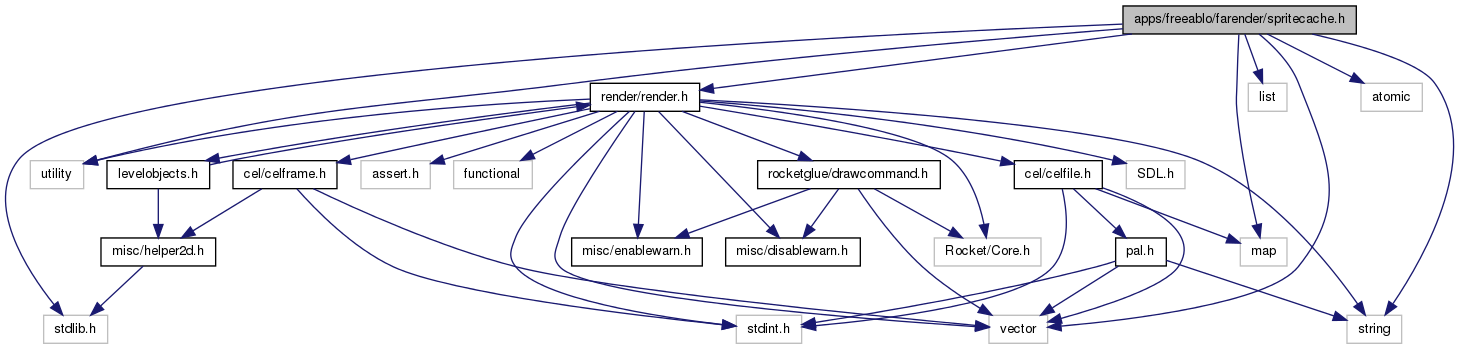 apps/freeablo/farender/spritecache.h
render/render.h
list
atomic
utility
levelobjects.h
cel/celframe.h
assert.h
functional
rocketglue/drawcommand.h
cel/celfile.h
SDL.h
misc/helper2d.h
misc/enablewarn.h
misc/disablewarn.h
Rocket/Core.h
pal.h
map
stdlib.h
stdint.h
vector
string